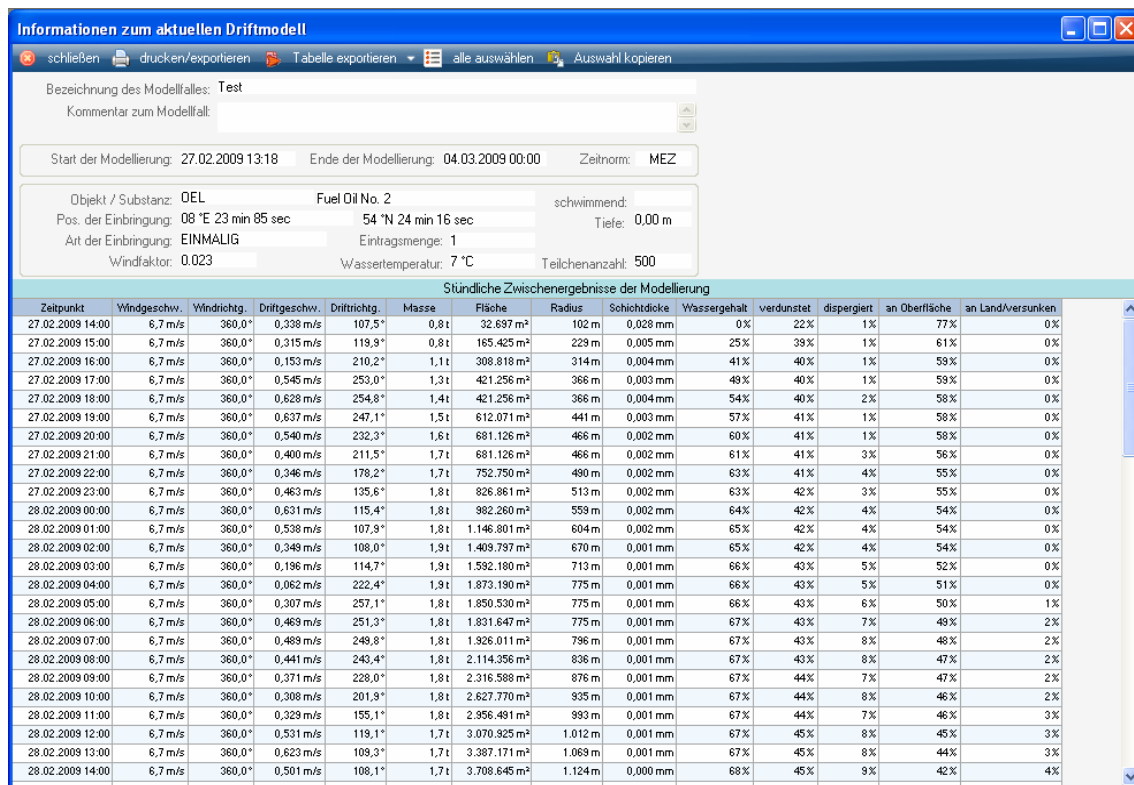 Informationen zum aktuellen Driftmodell
schließen drucken/exportieren Tabelle exportieren alle auswählen Auswahl kopieren
Bezeichnung des Modellfalles: Test
Kommentar zum Modellfall:
Start der Modellierung: 27.02.2009 13:18 Ende der Modellierung: 04.03.2009 00:00 Zeitnorm: MEZ
Objekt / Substanz: OEL Fuel Oil No. 2 schwimmend:
Pos. der Einbringung: 08 °E 23 min 85 sec 54 °N 24 min 16 sec Tiefe: 0,00 m
Art der Einbringung: EINMALIG Eintragsmenge: 1
Windfaktor: 0.023 Wassertemperatur: 7 °C Teilchenanzahl: 500
Stündliche Zwischenergebnisse der Modellierung
Zeitpunkt Windgeschw. Windrichtg. Driftgeschw. Driftrichtg. Masse Fläche Radius Schichtdicke Wassergehalt verdunstet dispergiert an Oberfläche an Land/versunken
27.02.2009 14:00 6,7 m/s 360,0° 0,338 m/s 107,5° 0,8 t 32.697 m² 102 m 0,028 mm 0% 22% 1% 77% 0%
27.02.2009 15:00 6,7 m/s 360,0° 0,315 m/s 119,9° 0,8 t 165.425 m² 229 m 0,005 mm 25% 39% 1% 61% 0%
27.02.2009 16:00 6,7 m/s 360,0° 0,153 m/s 210,2° 1,1 t 308.818 m² 314 m 0,004 mm 41% 40% 1% 59% 0%
27.02.2009 17:00 6,7 m/s 360,0° 0,545 m/s 253,0° 1,3 t 421.256 m² 366 m 0,003 mm 49% 40% 1% 59% 0%
27.02.2009 18:00 6,7 m/s 360,0° 0,628 m/s 254,8° 1,4 t 421.256 m² 366 m 0,004 mm 54% 40% 2% 58% 0%
27.02.2009 19:00 6,7 m/s 360,0° 0,637 m/s 247,1° 1,5 t 612.071 m² 441 m 0,003 mm 57% 41% 1% 58% 0%
27.02.2009 20:00 6,7 m/s 360,0° 0,540 m/s 232,3° 1,6 t 681.126 m² 466 m 0,002 mm 60% 41% 1% 58% 0%
27.02.2009 21:00 6,7 m/s 360,0° 0,400 m/s 211,5° 1,7 t 681.126 m² 466 m 0,002 mm 61% 41% 3% 56% 0%
27.02.2009 22:00 6,7 m/s 360,0° 0,346 m/s 178,2° 1,7 t 752.750 m² 490 m 0,002 mm 63% 41% 4% 55% 0%
27.02.2009 23:00 6,7 m/s 360,0° 0,463 m/s 135,6° 1,8 t 826.861 m² 513 m 0,002 mm 63% 42% 3% 55% 0%
28.02.2009 00:00 6,7 m/s 360,0° 0,631 m/s 115,4° 1,8 t 982.260 m² 559 m 0,002 mm 64% 42% 4% 54% 0%
28.02.2009 01:00 6,7 m/s 360,0° 0,538 m/s 107,9° 1,8 t 1.146.801 m² 604 m 0,002 mm 65% 42% 4% 54% 0%
28.02.2009 02:00 6,7 m/s 360,0° 0,349 m/s 108,0° 1,9 t 1.409.797 m² 670 m 0,001 mm 65% 42% 4% 54% 0%
28.02.2009 03:00 6,7 m/s 360,0° 0,196 m/s 114,7° 1,9 t 1.592.180 m² 713 m 0,001 mm 66% 43% 5% 52% 0%
28.02.2009 04:00 6,7 m/s 360,0° 0,062 m/s 222,4° 1,9 t 1.873.190 m² 775 m 0,001 mm 66% 43% 5% 51% 0%
28.02.2009 05:00 6,7 m/s 360,0° 0,307 m/s 257,1° 1,8 t 1.850.530 m² 775 m 0,001 mm 66% 43% 6% 50% 1%
28.02.2009 06:00 6,7 m/s 360,0° 0,469 m/s 251,3° 1,8 t 1.831.647 m² 775 m 0,001 mm 67% 43% 7% 49% 2%
28.02.2009 07:00 6,7 m/s 360,0° 0,489 m/s 249,8° 1,8 t 1.926.011 m² 796 m 0,001 mm 67% 43% 8% 48% 2%
28.02.2009 08:00 6,7 m/s 360,0° 0,441 m/s 243,4° 1,8 t 2.114.356 m² 836 m 0,001 mm 67% 43% 8% 47% 2%
28.02.2009 09:00 6,7 m/s 360,0° 0,371 m/s 228,0° 1,8 t 2.316.588 m² 876 m 0,001 mm 67% 44% 7% 47% 2%
28.02.2009 10:00 6,7 m/s 360,0° 0,308 m/s 201,9° 1,8 t 2.627.770 m² 935 m 0,001 mm 67% 44% 8% 46% 2%
28.02.2009 11:00 6,7 m/s 360,0° 0,329 m/s 155,1° 1,8 t 2.956.491 m² 993 m 0,001 mm 67% 44% 7% 46% 3%
28.02.2009 12:00 6,7 m/s 360,0° 0,531 m/s 119,1° 1,7 t 3.070.925 m² 1.012 m 0,001 mm 67% 45% 8% 45% 3%
28.02.2009 13:00 6,7 m/s 360,0° 0,623 m/s 109,3° 1,7 t 3.387.171 m² 1.069 m 0,001 mm 67% 45% 8% 44% 3%
28.02.2009 14:00 6,7 m/s 360,0° 0,501 m/s 108,1° 1,7 t 3.708.645 m² 1.124 m 0,000 mm 68% 45% 9% 42% 4%